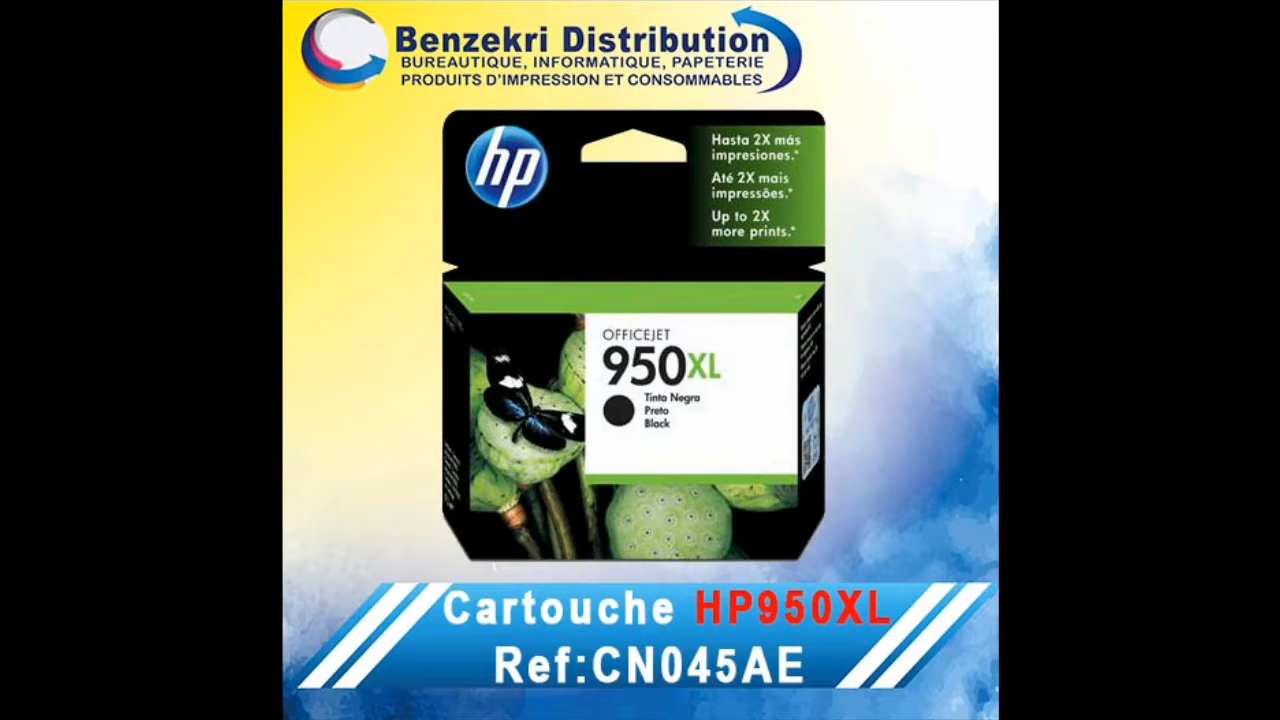 Benzekri Distribution
BUREAUTIQUE, INFORMATIQUE, PAPETERIE
PRODUITS D'IMPRESSION ET CONSOMMABLES
hp
Hasta 2X más
impresiones.*
Até 2X mais
impressões.*
Up to 2X
more prints.*
OFFICEJET
950XL
Tinta Negra
Preto
Black
Cartouche HP950XL
Ref:CN045AE